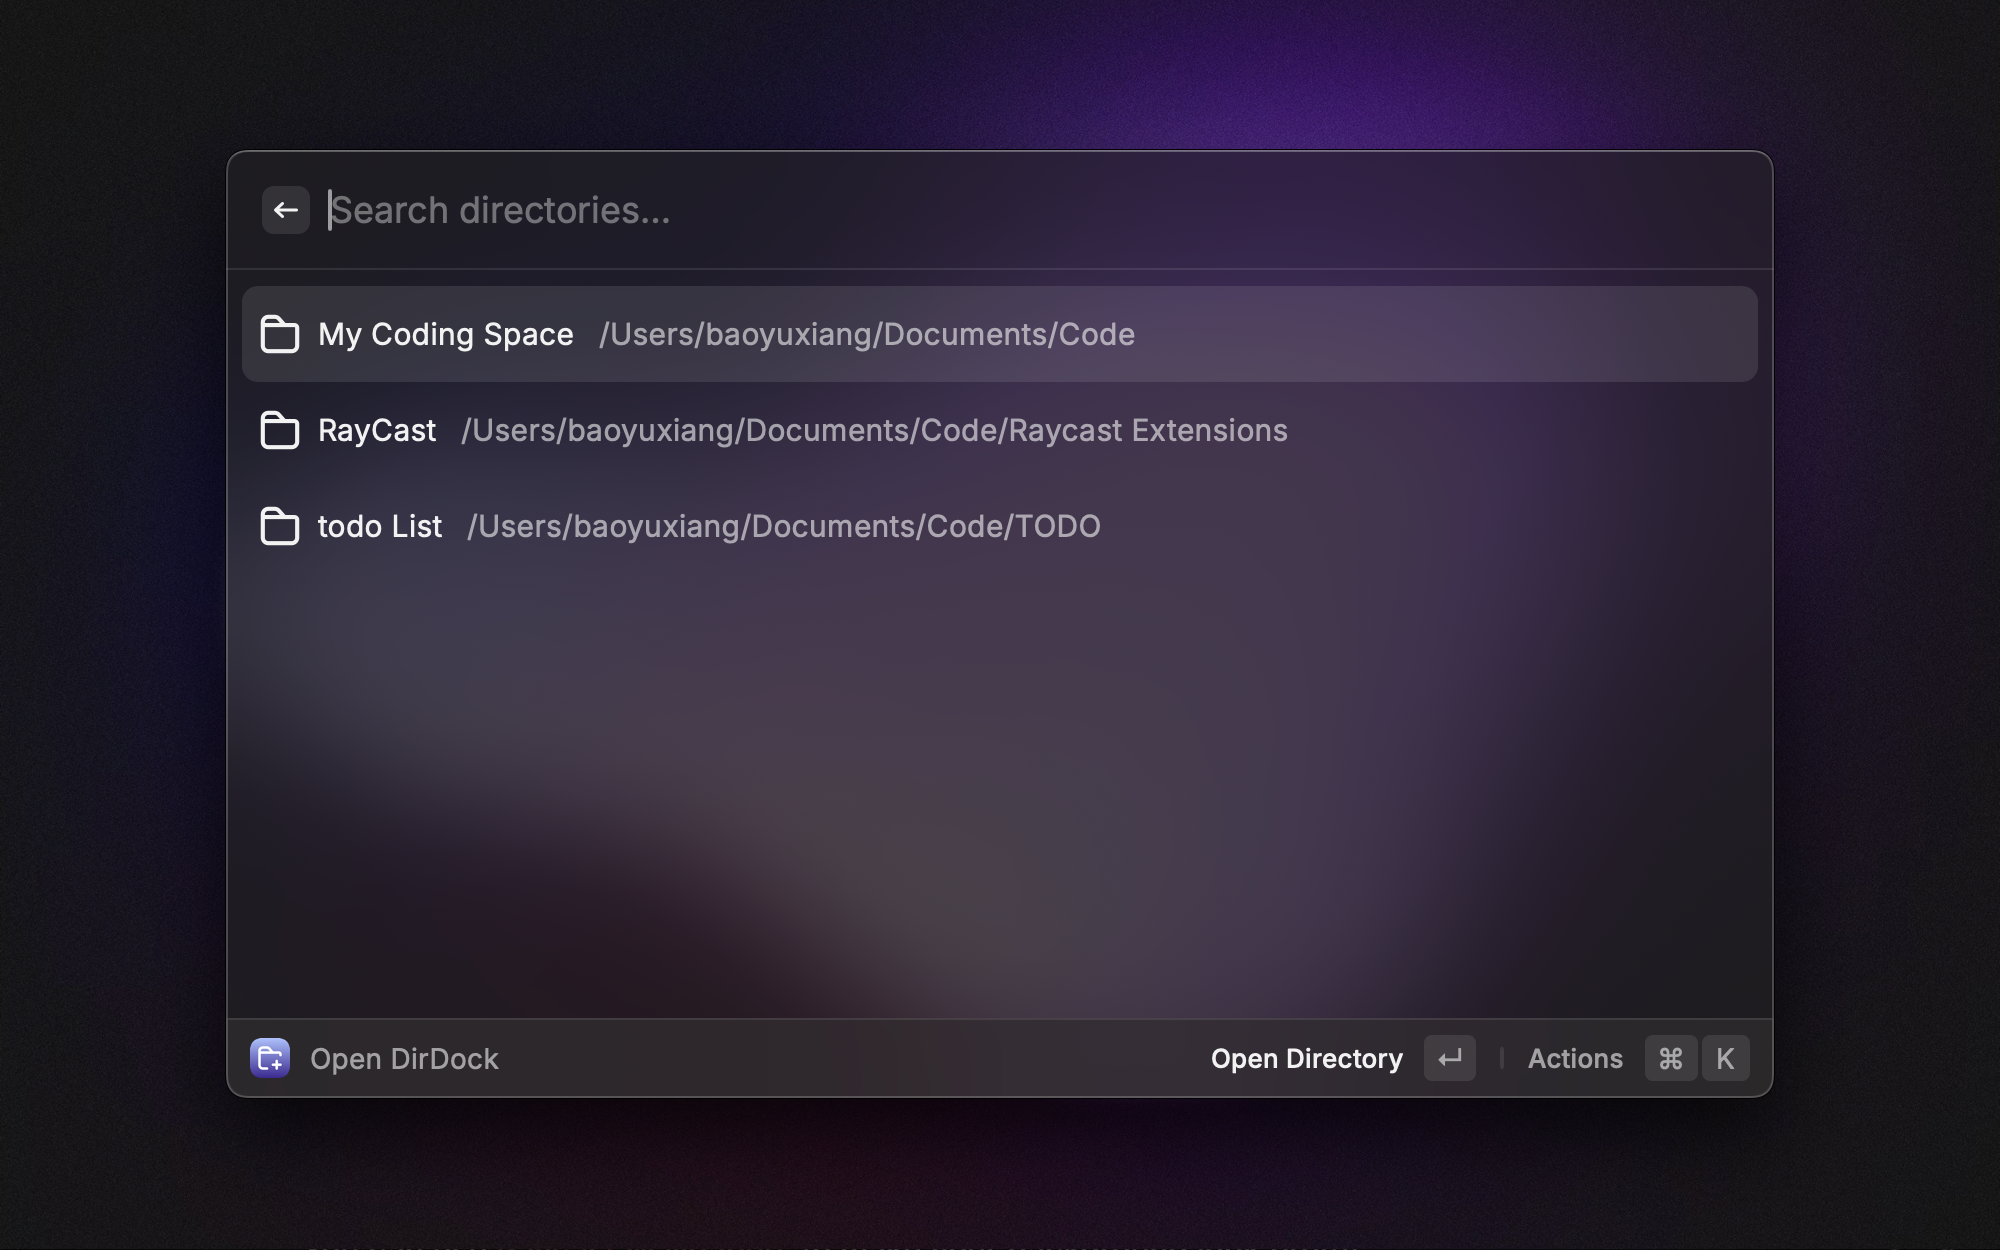 Search directories...
My Coding Space /Users/baoyuxiang/Documents/Code
RayCast /Users/baoyuxiang/Documents/Code/Raycast Extensions
todo List /Users/baoyuxiang/Documents/Code/TODO
Open DirDock Open Directory ↵ Actions ⌘ K